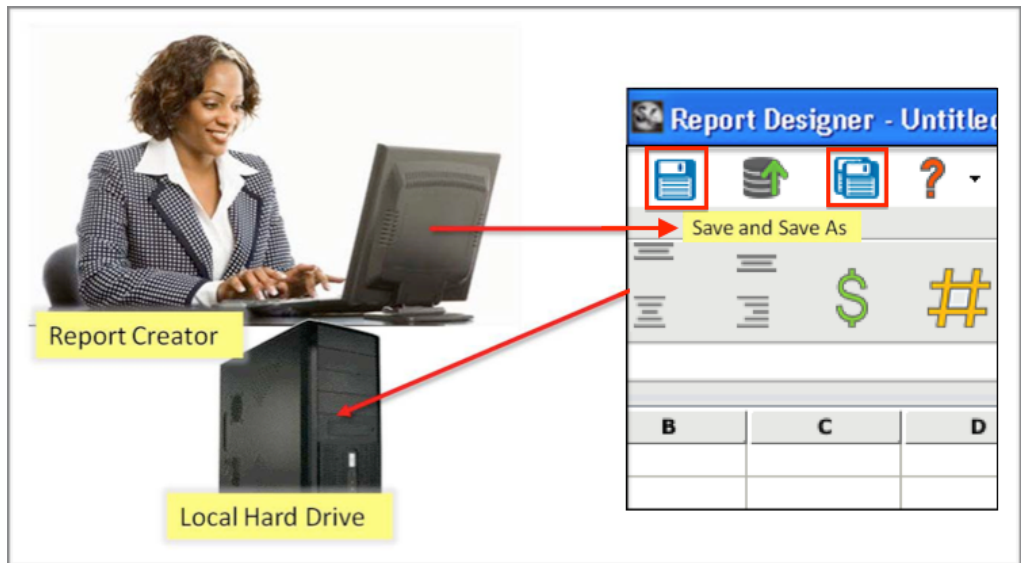 Report Designer - Untitled
Save and Save As
$
#
?
B C D
Report Creator
Local Hard Drive